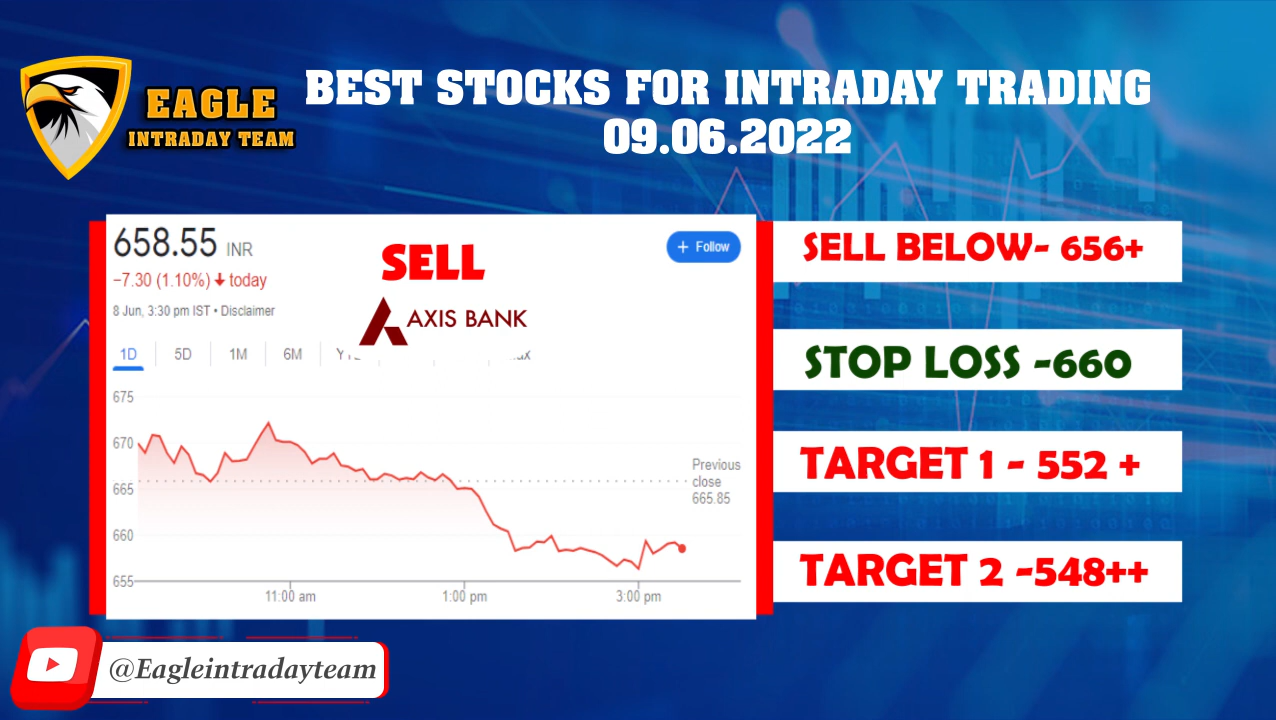 EAGLE
INTRADAY TEAM
BEST STOCKS FOR INTRADAY TRADING
09.06.2022
658.55 INR
−7.30 (1.10%) ↓ today
8 Jun, 3:30 pm IST • Disclaimer
+ Follow
SELL
AXIS BANK
1D 5D 1M 6M
675
670
665
660
655
Previous
close
665.85
11:00 am 1:00 pm 3:00 pm
SELL BELOW- 656+
STOP LOSS -660
TARGET 1 - 552 +
TARGET 2 -548++
@Eagleintradayteam